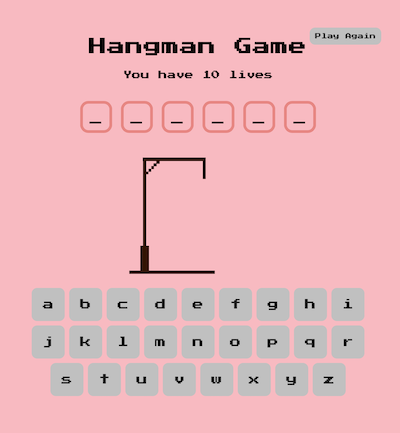 Hangman Game
Play Again
You have 10 lives
_ _ _ _ _ _
a b c d e f g h i
j k l m n o p q r
s t u v w x y z